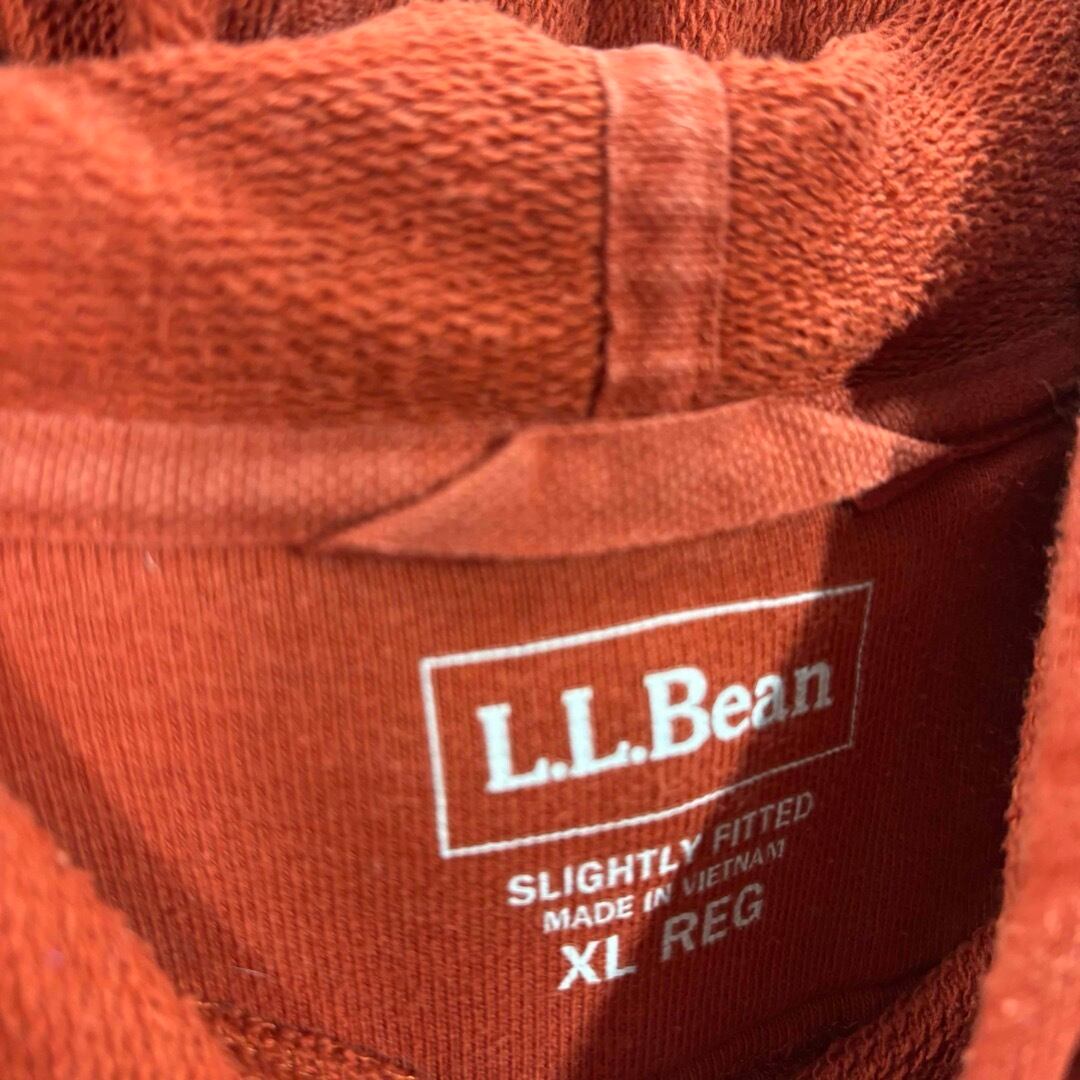 L.L.Bean
SLIGHTLY FITTED
MADE IN VIETNAM
XL REG